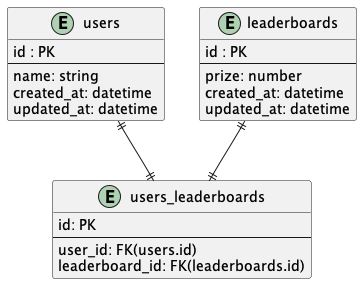 E users
id : PK
name: string
created_at: datetime
updated_at: datetime
E leaderboards
id : PK
prize: number
created_at: datetime
updated_at: datetime
E users_leaderboards
id: PK
user_id: FK(users.id)
leaderboard_id: FK(leaderboards.id)